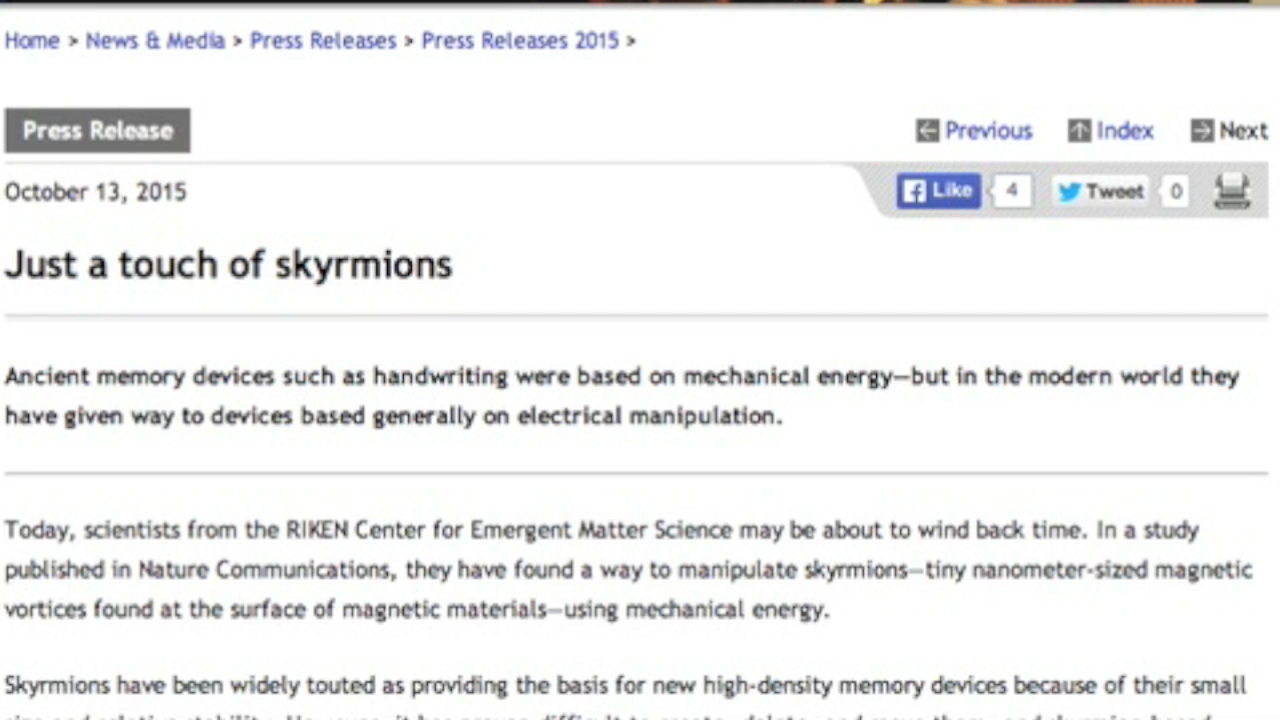 Home > News & Media > Press Releases > Press Releases 2015 >
Press Release
Previous Index Next
October 13, 2015
Like 4 Tweet 0
Just a touch of skyrmions
Ancient memory devices such as handwriting were based on mechanical energy—but in the modern world they
have given way to devices based generally on electrical manipulation.
Today, scientists from the RIKEN Center for Emergent Matter Science may be about to wind back time. In a study
published in Nature Communications, they have found a way to manipulate skyrmions—tiny nanometer-sized magnetic
vortices found at the surface of magnetic materials—using mechanical energy.
Skyrmions have been widely touted as providing the basis for new high-density memory devices because of their small